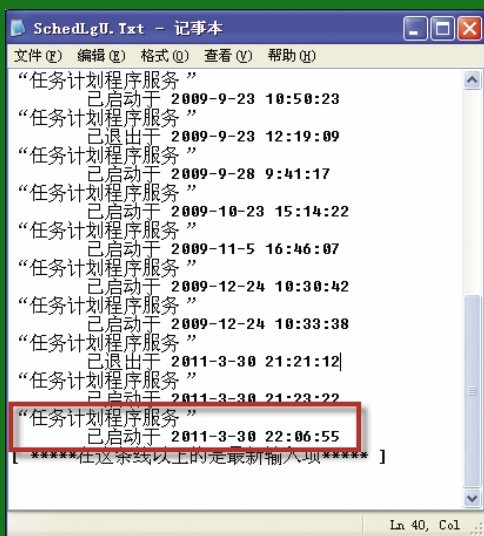 SchedLgU.Txt - 记事本
文件(F) 编辑(E) 格式(O) 查看(V) 帮助(H)
“任务计划程序服务”
已启动于 2009-9-23 10:50:23
“任务计划程序服务”
已退出于 2009-9-23 12:19:09
“任务计划程序服务”
已启动于 2009-9-28 9:41:17
“任务计划程序服务”
已启动于 2009-10-23 15:14:22
“任务计划程序服务”
已启动于 2009-11-5 16:46:07
“任务计划程序服务”
已启动于 2009-12-24 10:30:42
“任务计划程序服务”
已启动于 2009-12-24 10:33:38
“任务计划程序服务”
已退出于 2011-3-30 21:21:12
“任务计划程序服务”
已启动于 2011-3-30 21:23:22
“任务计划程序服务”
已启动于 2011-3-30 22:06:55
[ *****在这条线以上的是最新输入项***** ]
Ln 40, Col